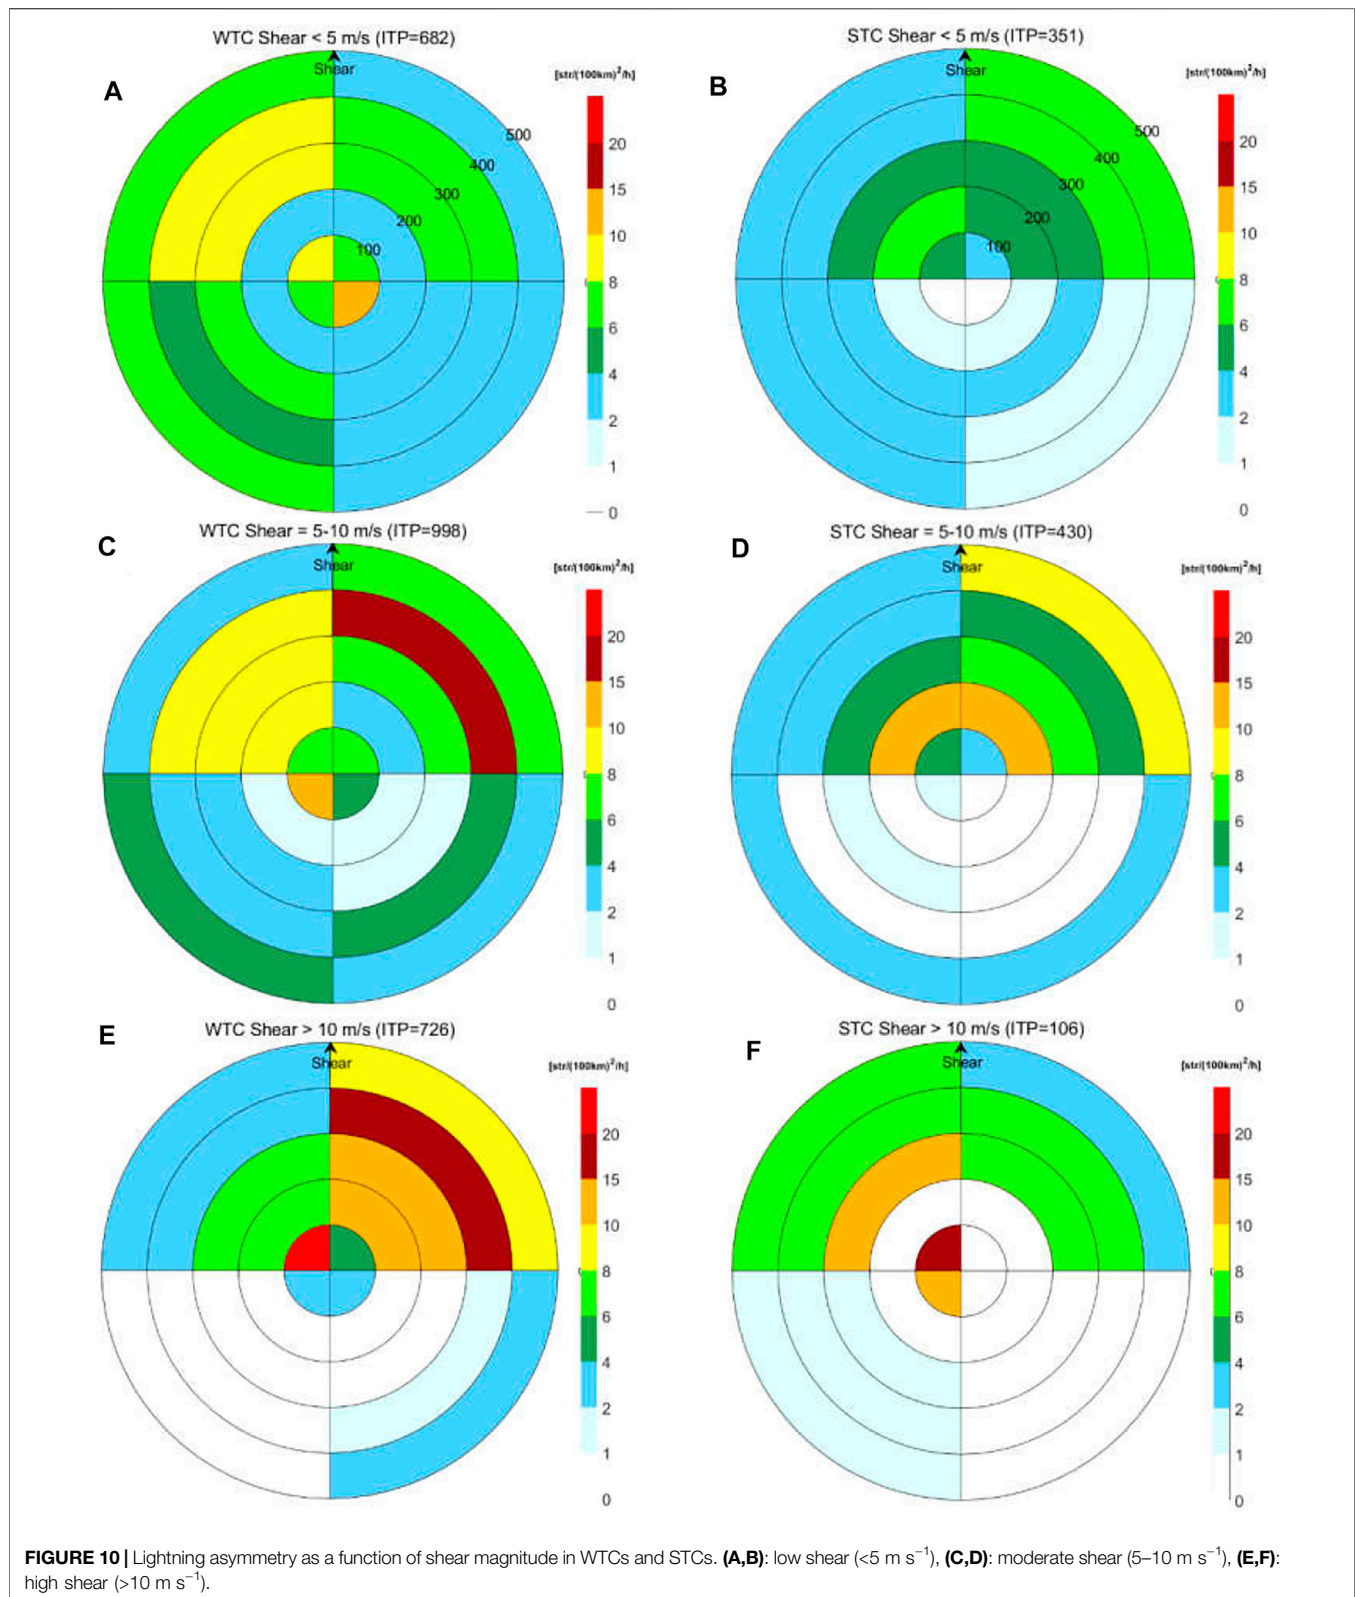 WTC Shear < 5 m/s (ITP=682)
A
Shear
[str/(100km)²/h]
500
400
300
200
100
20
15
10
8
6
4
2
1
0
STC Shear < 5 m/s (ITP=351)
B
Shear
[str/(100km)²/h]
500
400
300
200
100
20
15
10
8
6
4
2
1
0
WTC Shear = 5-10 m/s (ITP=998)
C
Shear
[str/(100km)²/h]
20
15
10
8
6
4
2
1
0
STC Shear = 5-10 m/s (ITP=430)
D
Shear
[str/(100km)²/h]
20
15
10
8
6
4
2
1
0
WTC Shear > 10 m/s (ITP=726)
E
Shear
[str/(100km)²/h]
20
15
10
8
6
4
2
1
0
STC Shear > 10 m/s (ITP=106)
F
Shear
[str/(100km)²/h]
20
15
10
8
6
4
2
1
0
FIGURE 10 | Lightning asymmetry as a function of shear magnitude in WTCs and STCs. (A,B): low shear (<5 m s⁻¹), (C,D): moderate shear (5–10 m s⁻¹), (E,F):
high shear (>10 m s⁻¹).